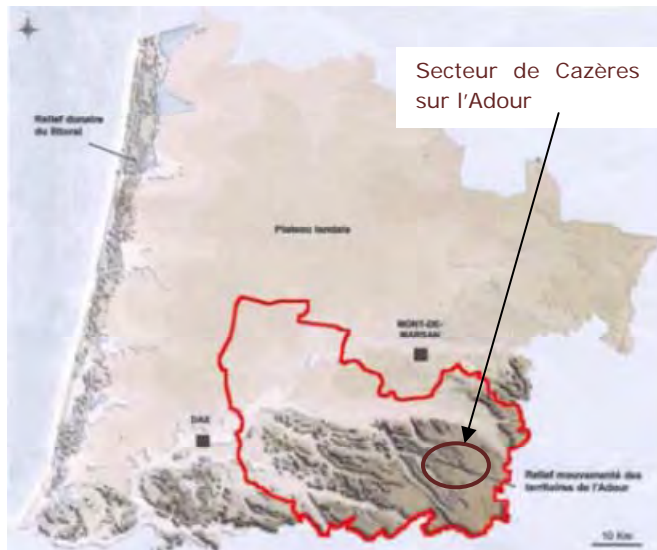 Secteur de Cazères
sur l'Adour
Relief dunaire
du littoral
Plateau landais
MONT-DE-
MARSAN
DAX
Relief mouvementé des
territoires de l'Adour
10 Km